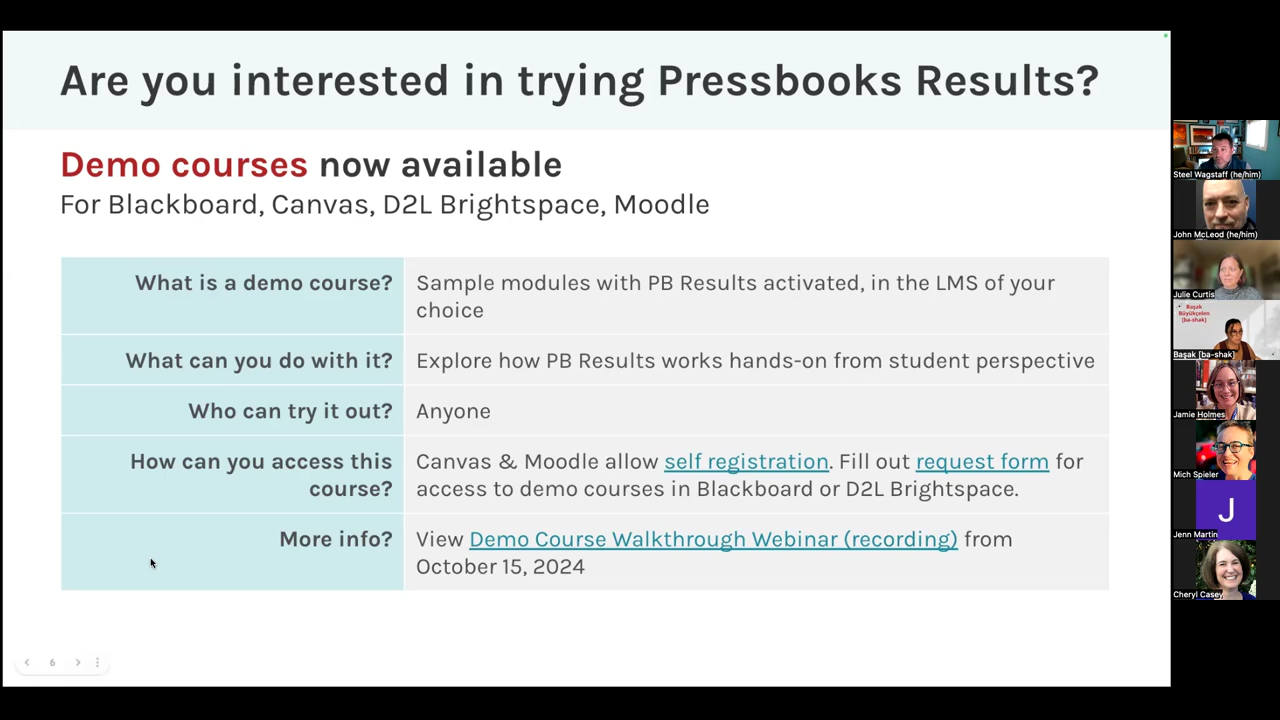 Are you interested in trying Pressbooks Results?
Demo courses now available
For Blackboard, Canvas, D2L Brightspace, Moodle
What is a demo course?
Sample modules with PB Results activated, in the LMS of your
choice
What can you do with it?
Explore how PB Results works hands-on from student perspective
Who can try it out?
Anyone
How can you access this
course?
Canvas & Moodle allow self registration. Fill out request form for
access to demo courses in Blackboard or D2L Brightspace.
More info?
View Demo Course Walkthrough Webinar (recording) from
October 15, 2024
6
Steel Wagstaff (he/him)
John McLeod (he/him)
Julie Curtis
Başak
Büyükçelen
[ba-shak]
Başak [ba-shak]
Jamie Holmes
Mich Spieler
J
Jenn Martin
Cheryl Casey